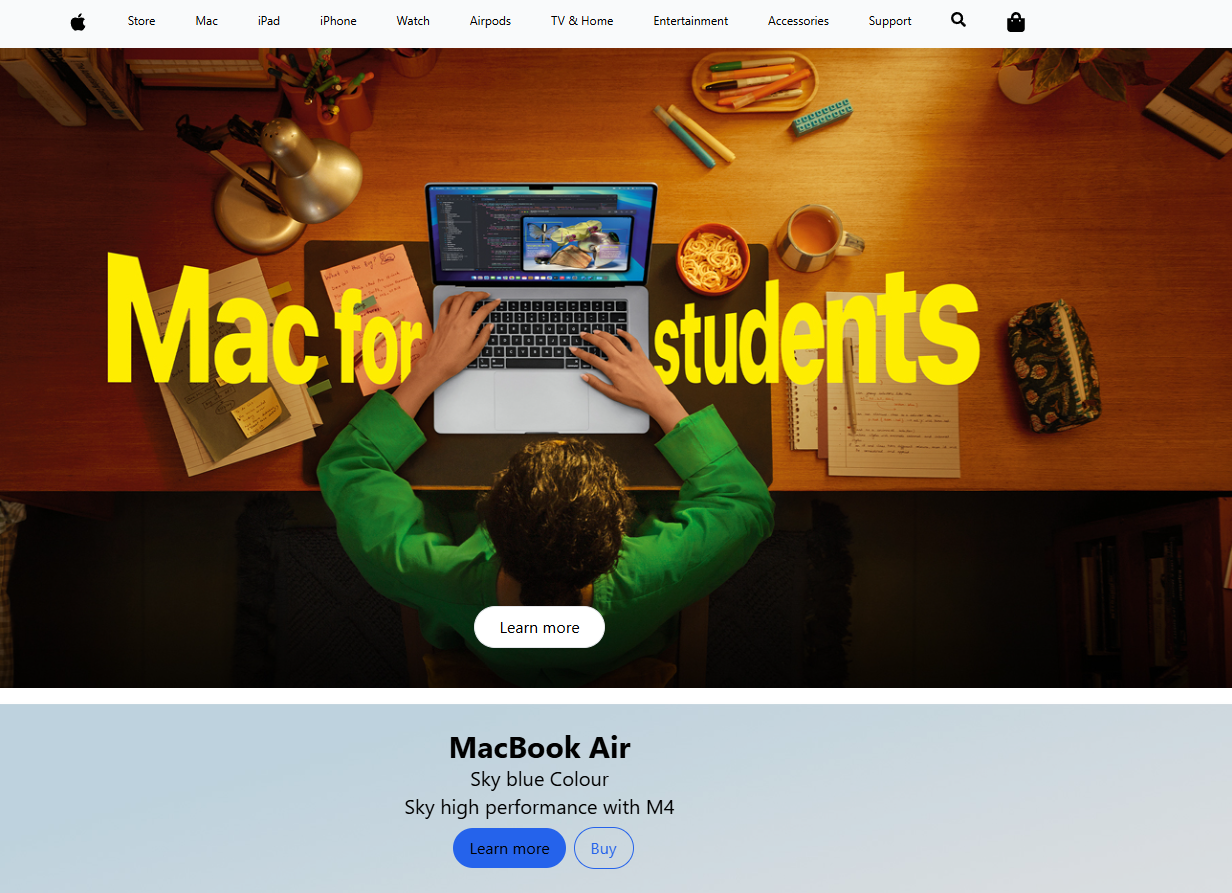 Store Mac iPad iPhone Watch Airpods TV & Home Entertainment Accessories Support
Mac for students
Learn more
MacBook Air
Sky blue Colour
Sky high performance with M4
Learn more Buy